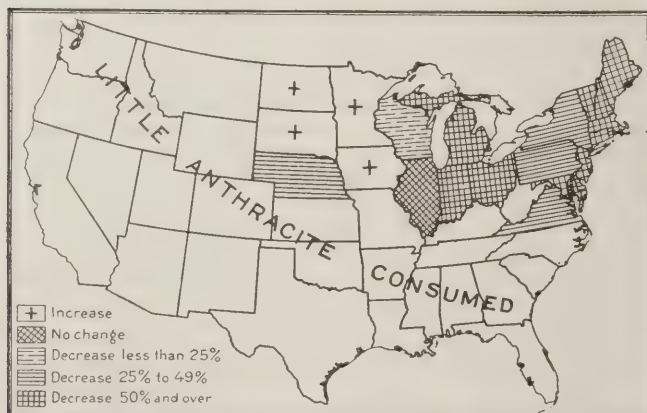 LITTLE ANTHRACITE CONSUMED
Increase
No change
Decrease less than 25%
Decrease 25% to 49%
Decrease 50% and over